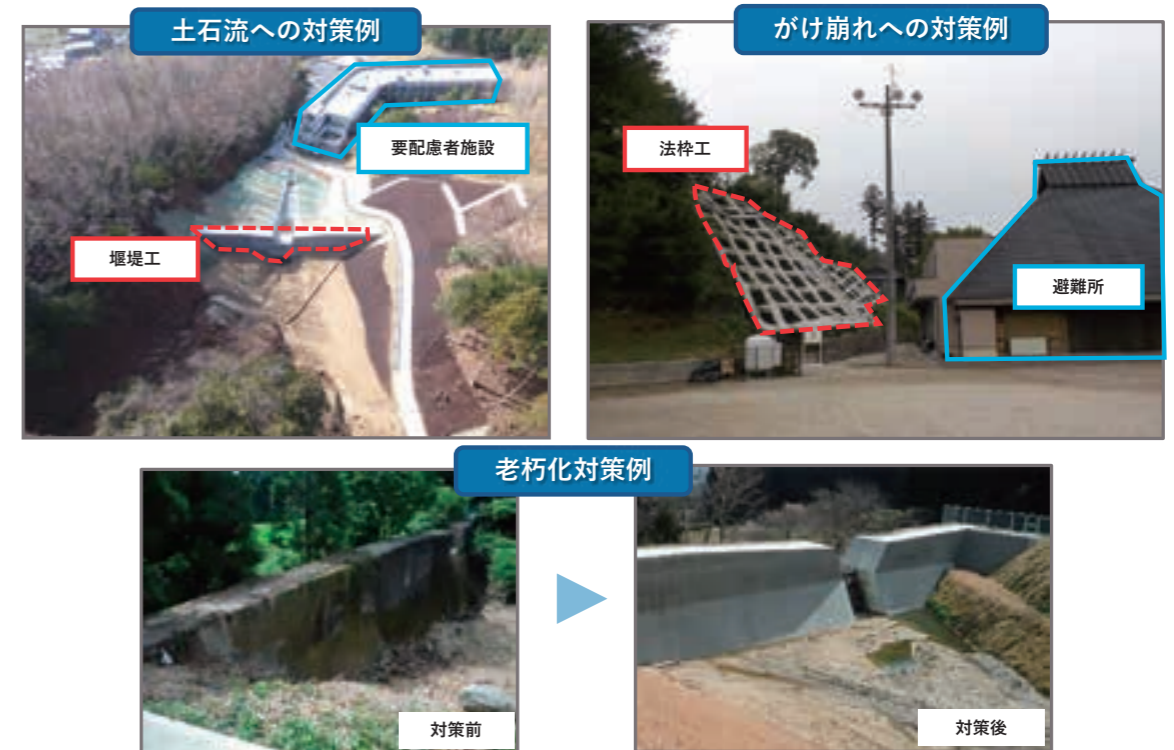 土石流への対策例
要配慮者施設
堰堤工
がけ崩れへの対策例
法枠工
避難所
老朽化対策例
対策前
対策後